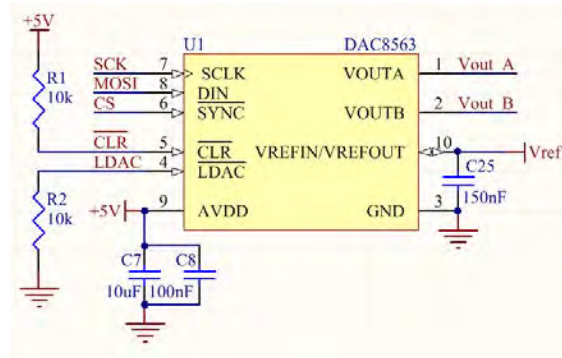 +5V
U1 DAC8563
SCK 7 SCLK VOUTA 1 Vout_A
R1 MOSI 8 DIN
10k CS 6 SYNC VOUTB 2 Vout_B
CLR 5 CLR VREFIN/VREFOUT 10 Vref
LDAC 4 LDAC C25
R2 +5V 9 AVDD GND 3 150nF
10k
C7 C8
10uF 100nF